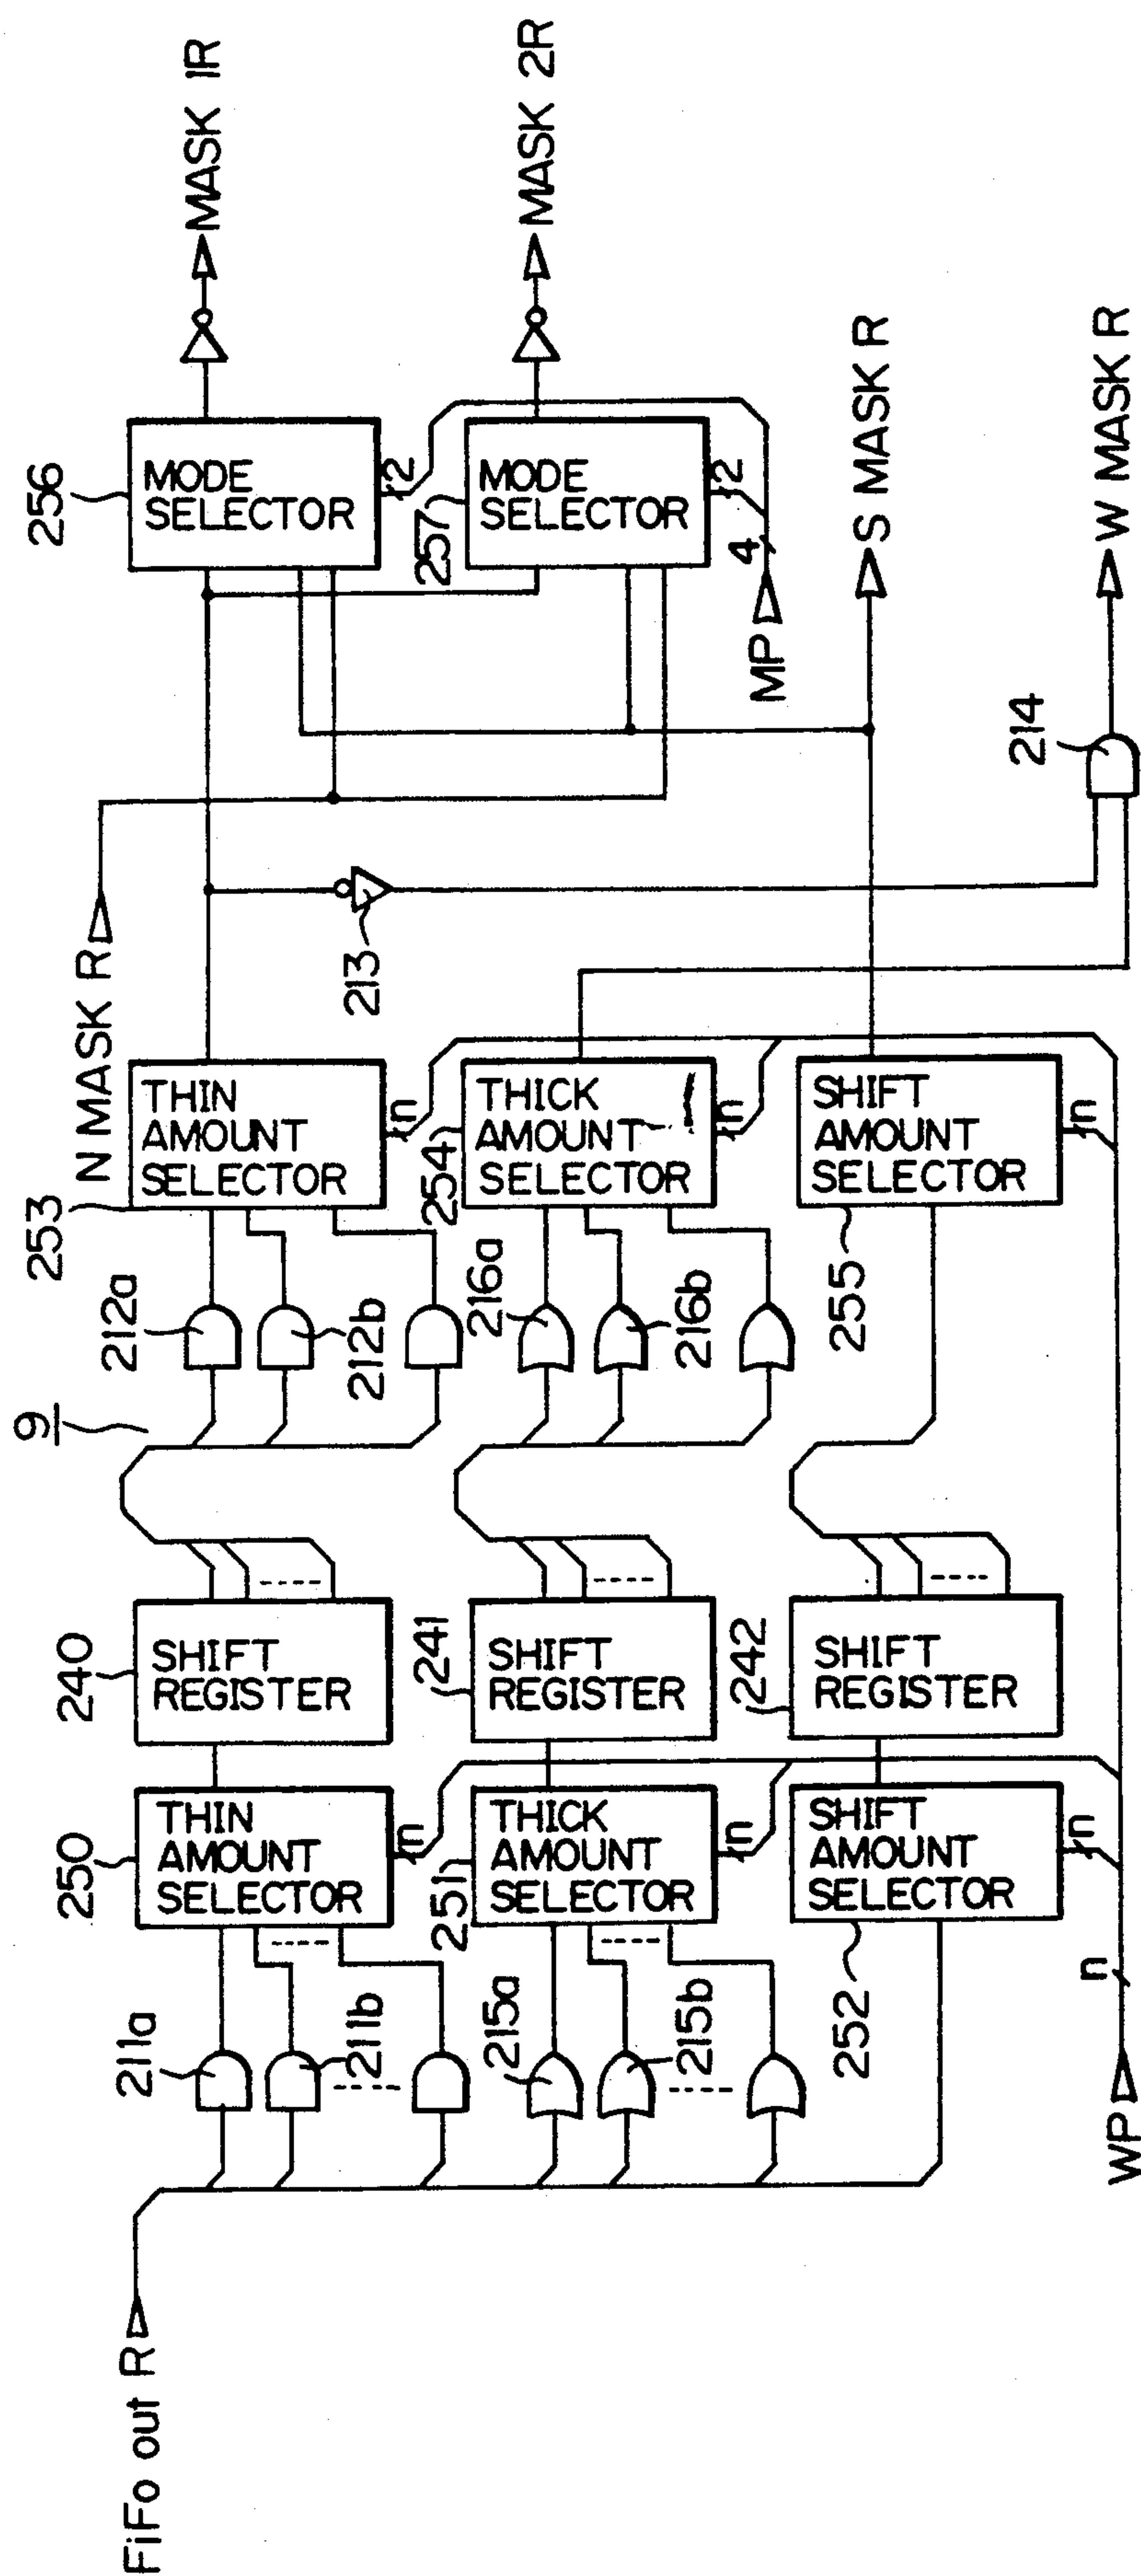 FiFo out R
211a
211b
215a
215b
WP
n
250
THIN
AMOUNT
SELECTOR
n
251
THICK
AMOUNT
SELECTOR
n
252
SHIFT
AMOUNT
SELECTOR
n
240
SHIFT
REGISTER
241
SHIFT
REGISTER
242
SHIFT
REGISTER
9
212a
212b
216a
216b
253
THIN
AMOUNT
SELECTOR
n
254
THICK
AMOUNT
SELECTOR
n
255
SHIFT
AMOUNT
SELECTOR
n
N MASK R
213
214
256
MODE
SELECTOR
2
257
MODE
SELECTOR
2
MP
4
MASK 1R
MASK 2R
S MASK R
W MASK R